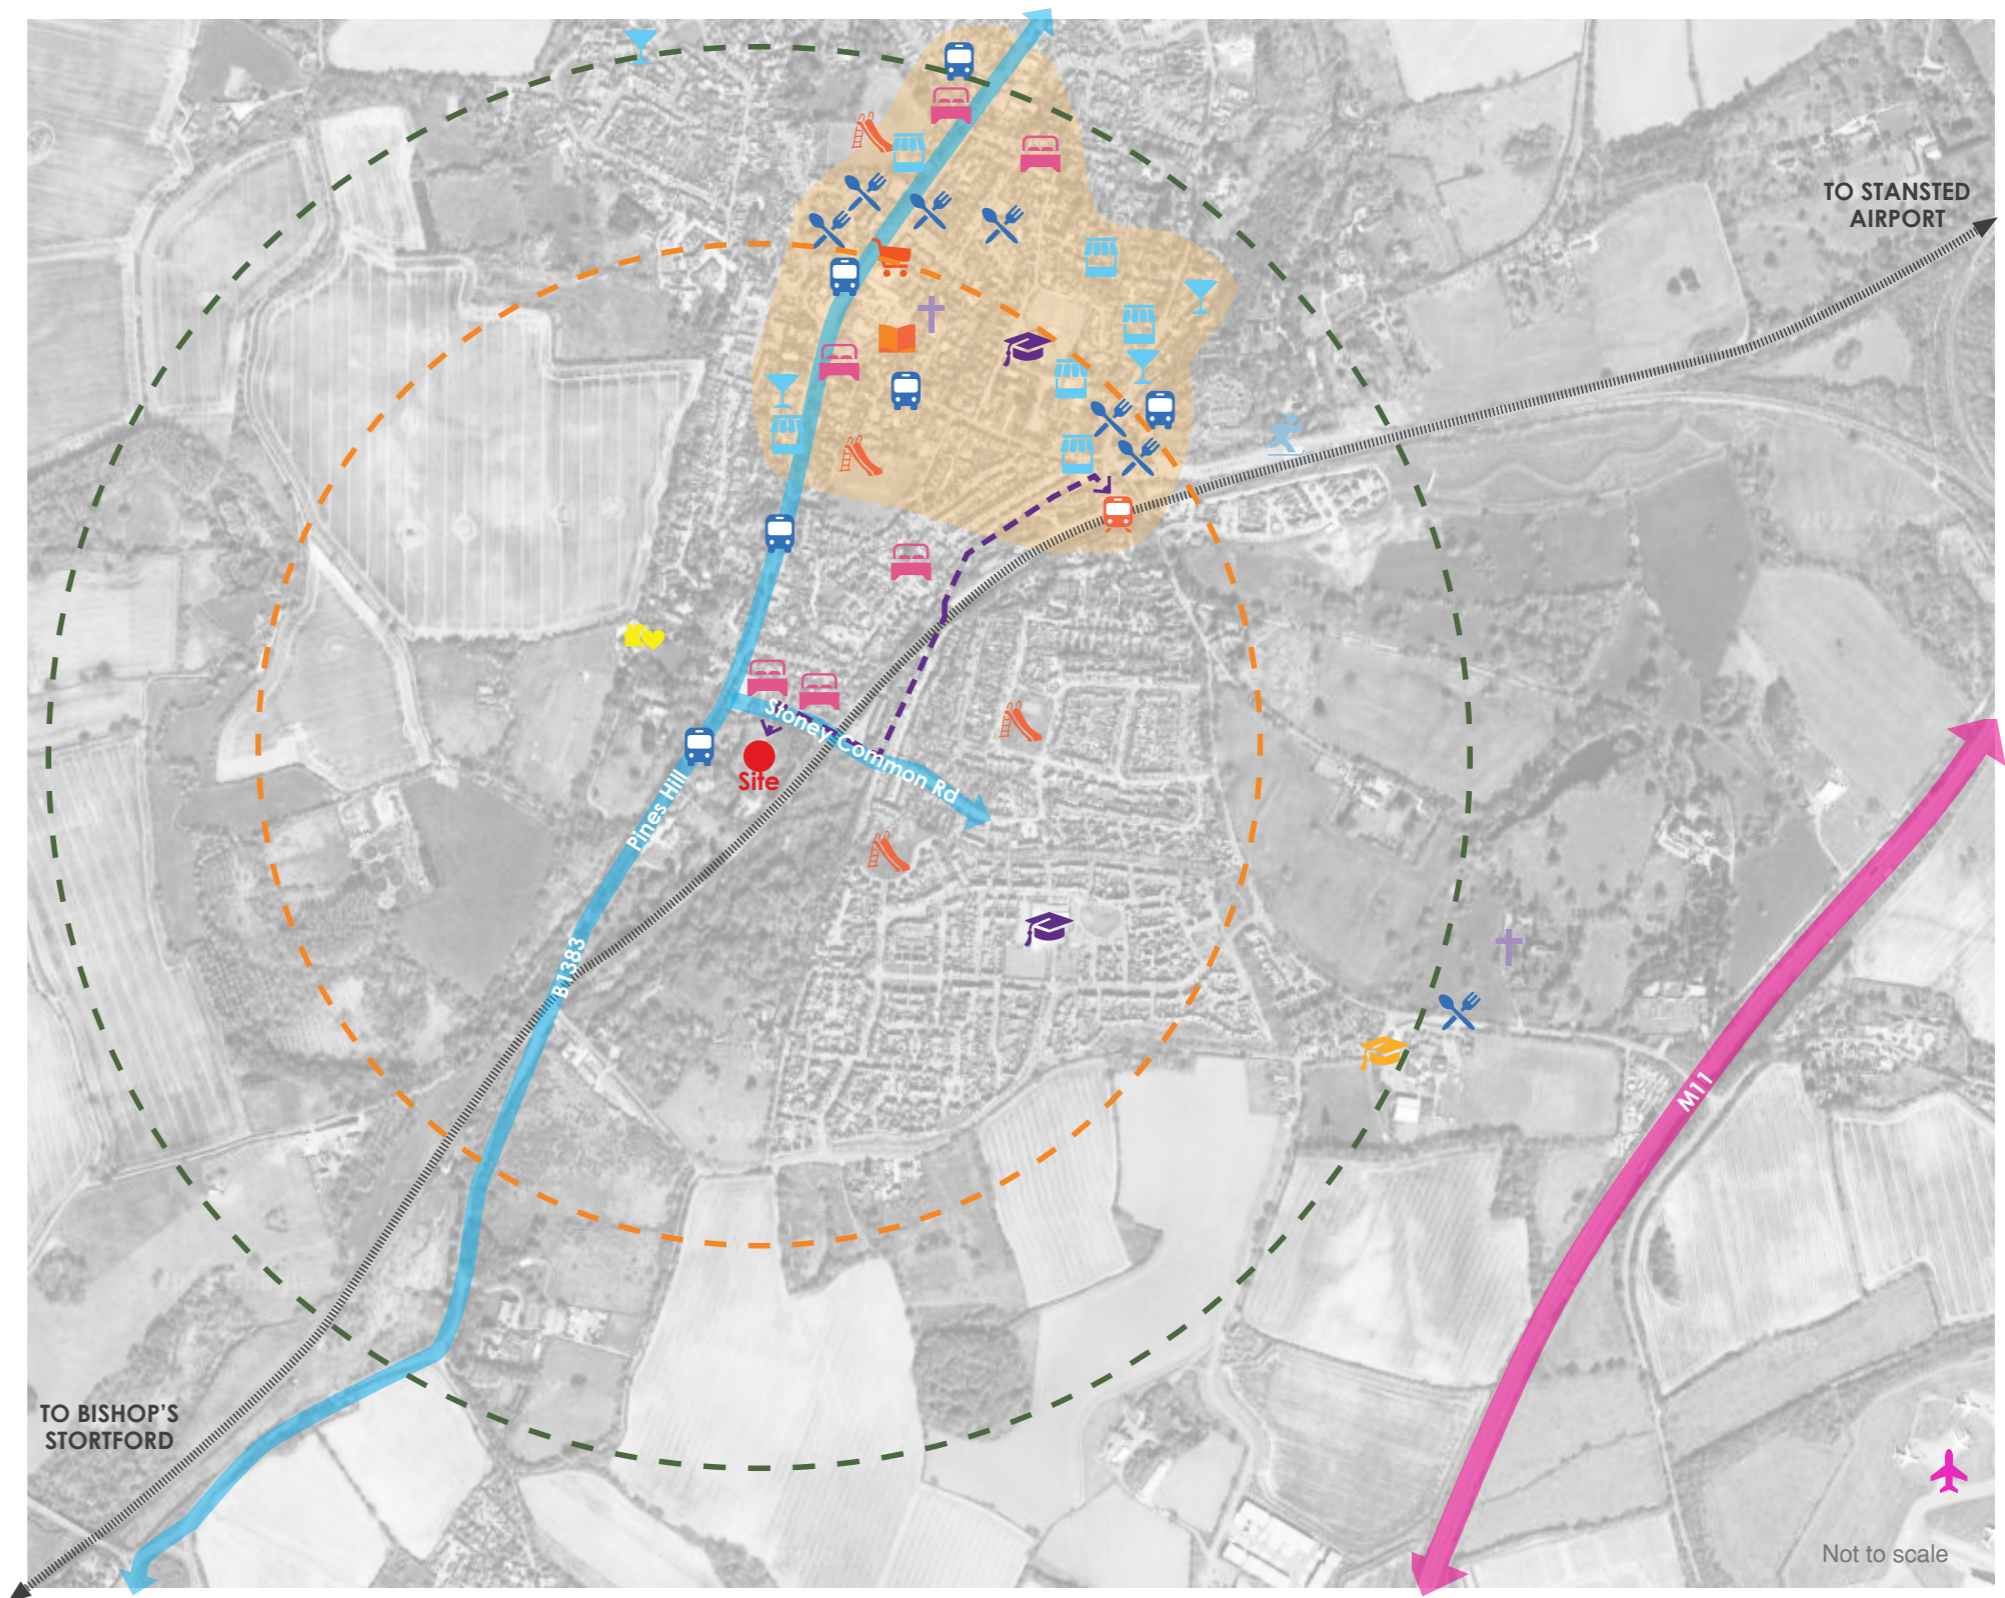 TO STANSTED
AIRPORT
Stoney Common Rd
Site
Pines Hill
B1383
M11
TO BISHOP'S
STORTFORD
Not to scale